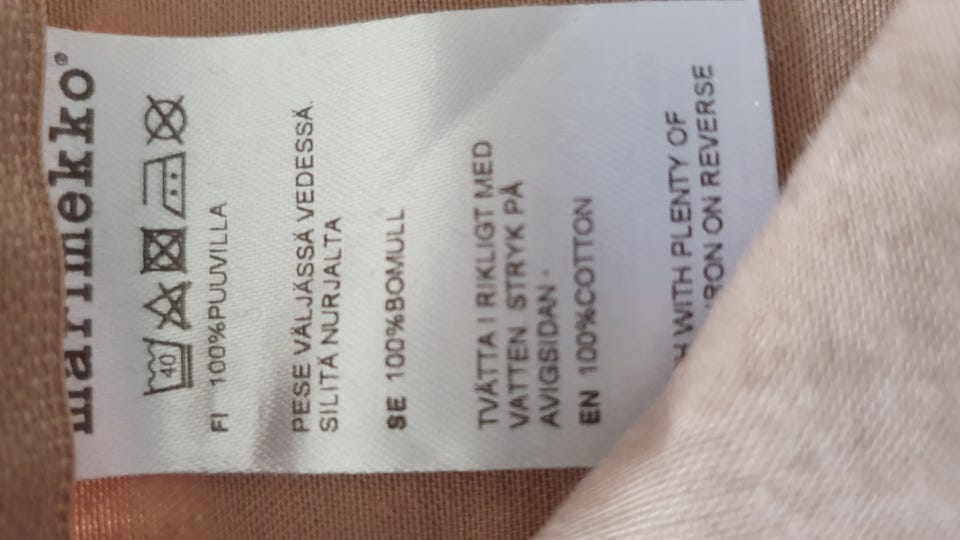 marimekko®
40
FI 100%PUUVILLA
PESE VÄLJÄSSÄ VEDESSÄ.
SILITÄ NURJALTA
SE 100%BOMULL
TVÄTTA I RIKLIGT MED
VATTEN. STRYK PÅ
AVIGSIDAN.
EN 100%COTTON
WITH PLENTY OF
ON REVERSE